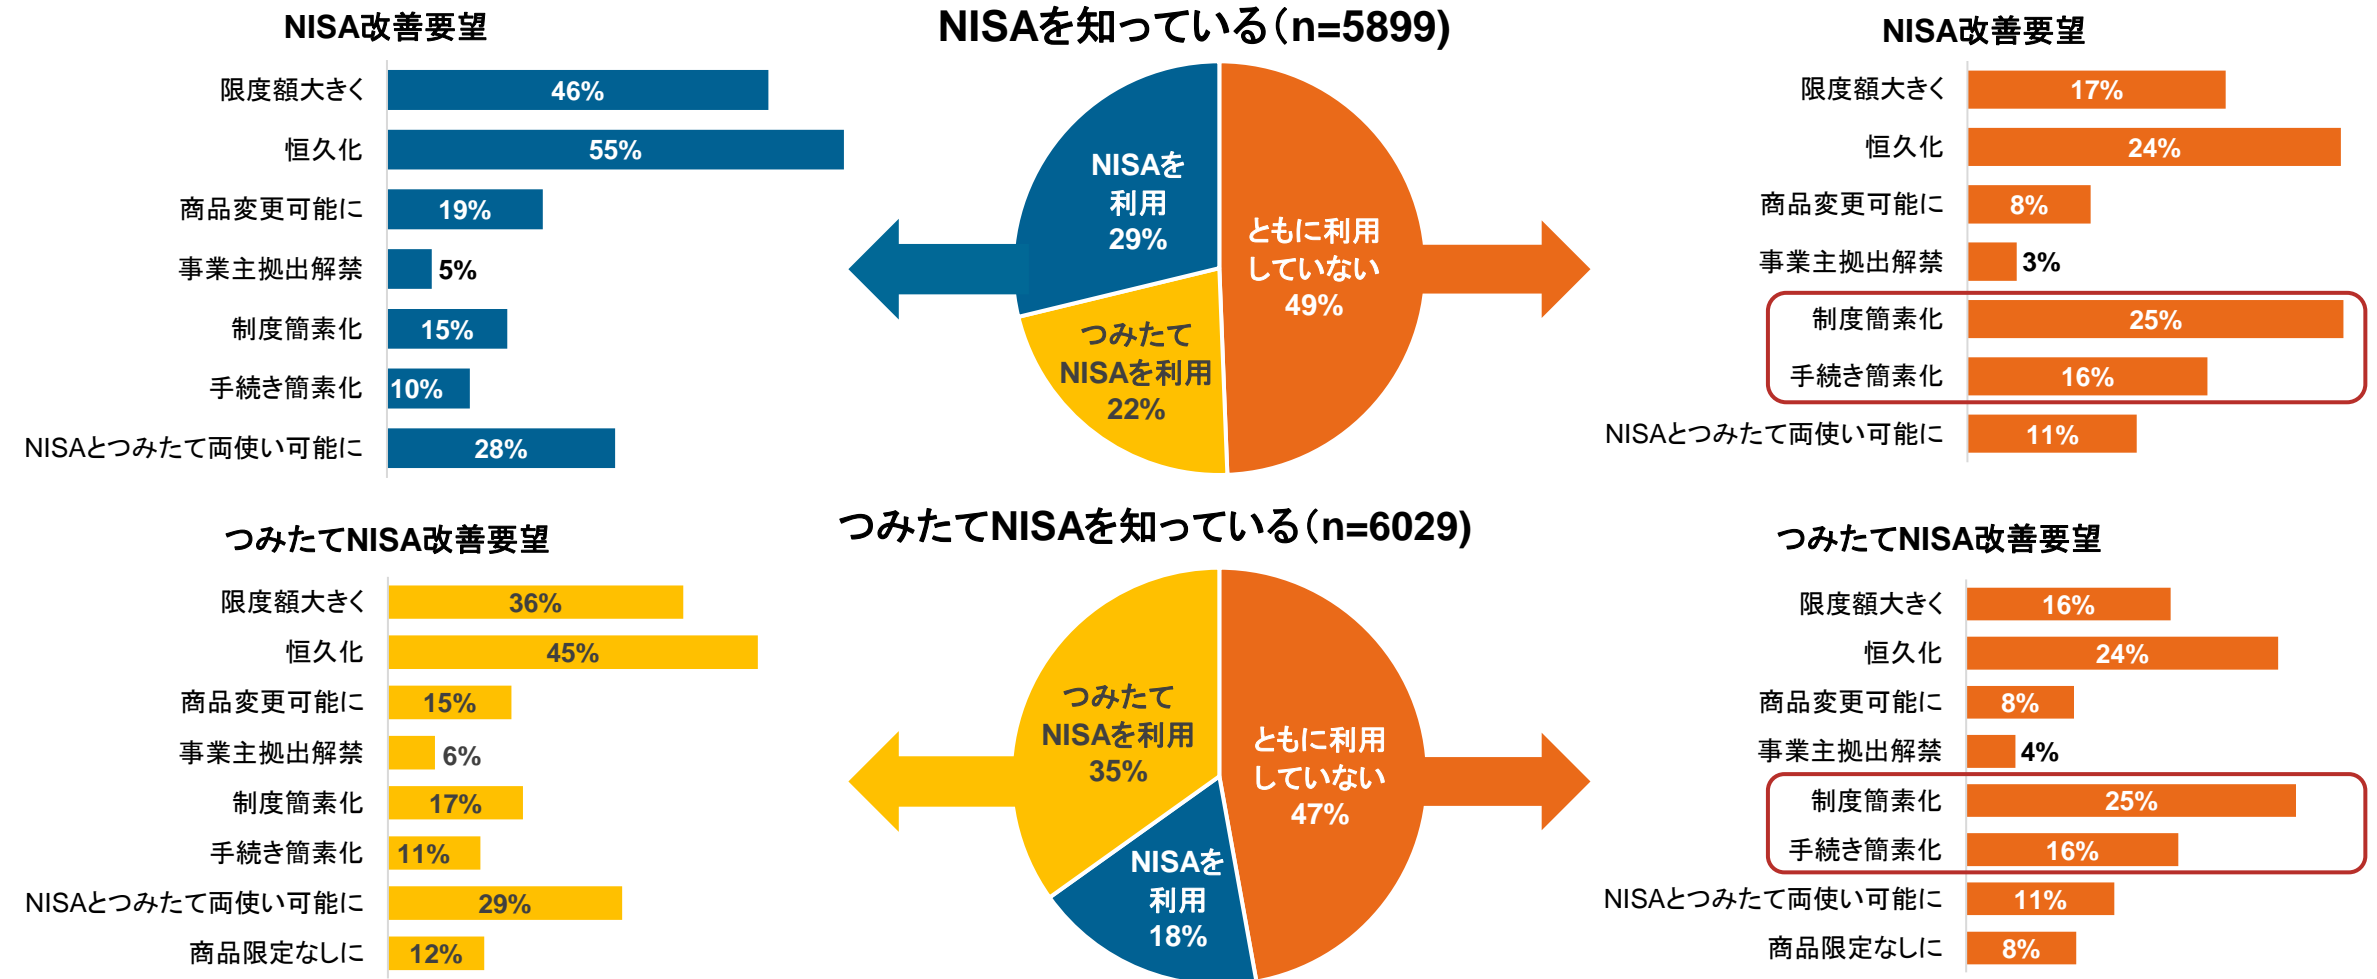 NISA改善要望
限度額大きく 46%
恒久化 55%
商品変更可能に 19%
事業主拠出解禁 5%
制度簡素化 15%
手続き簡素化 10%
NISAとつみたて両使い可能に 28%
NISAを知っている（n=5899)
NISAを
利用
29%
ともに利用
していない
49%
つみたて
NISAを利用
22%
NISA改善要望
限度額大きく 17%
恒久化 24%
商品変更可能に 8%
事業主拠出解禁 3%
制度簡素化 25%
手続き簡素化 16%
NISAとつみたて両使い可能に 11%
つみたてNISA改善要望
限度額大きく 36%
恒久化 45%
商品変更可能に 15%
事業主拠出解禁 6%
制度簡素化 17%
手続き簡素化 11%
NISAとつみたて両使い可能に 29%
商品限定なしに 12%
つみたてNISAを知っている（n=6029)
つみたて
NISAを利用
35%
ともに利用
していない
47%
NISAを
利用
18%
つみたてNISA改善要望
限度額大きく 16%
恒久化 24%
商品変更可能に 8%
事業主拠出解禁 4%
制度簡素化 25%
手続き簡素化 16%
NISAとつみたて両使い可能に 11%
商品限定なしに 8%